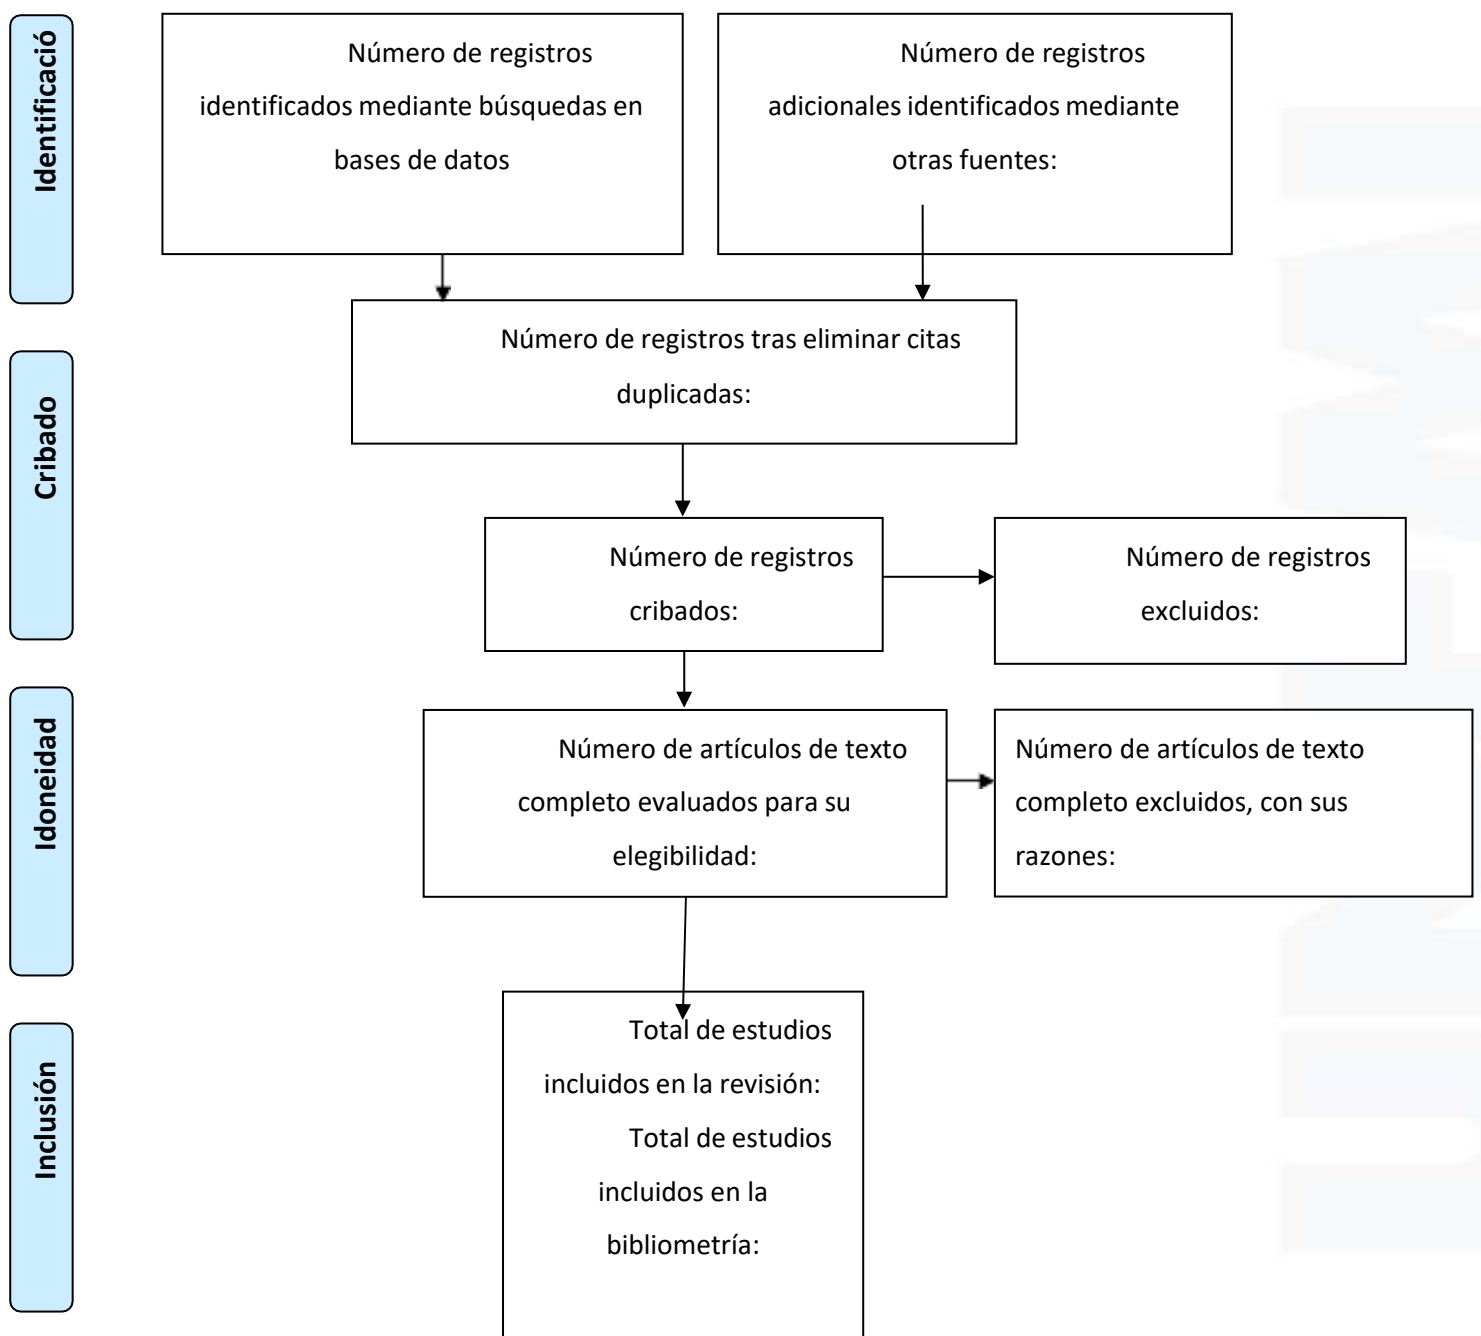 Identificació
Número de registros
identificados mediante búsquedas en
bases de datos
Número de registros
adicionales identificados mediante
otras fuentes:
Número de registros tras eliminar citas
duplicadas:
Cribado
Número de registros
cribados:
Número de registros
excluidos:
Idoneidad
Número de artículos de texto
completo evaluados para su
elegibilidad:
Número de artículos de texto
completo excluidos, con sus
razones:
Inclusión
Total de estudios
incluidos en la revisión:
Total de estudios
incluidos en la
bibliometría: